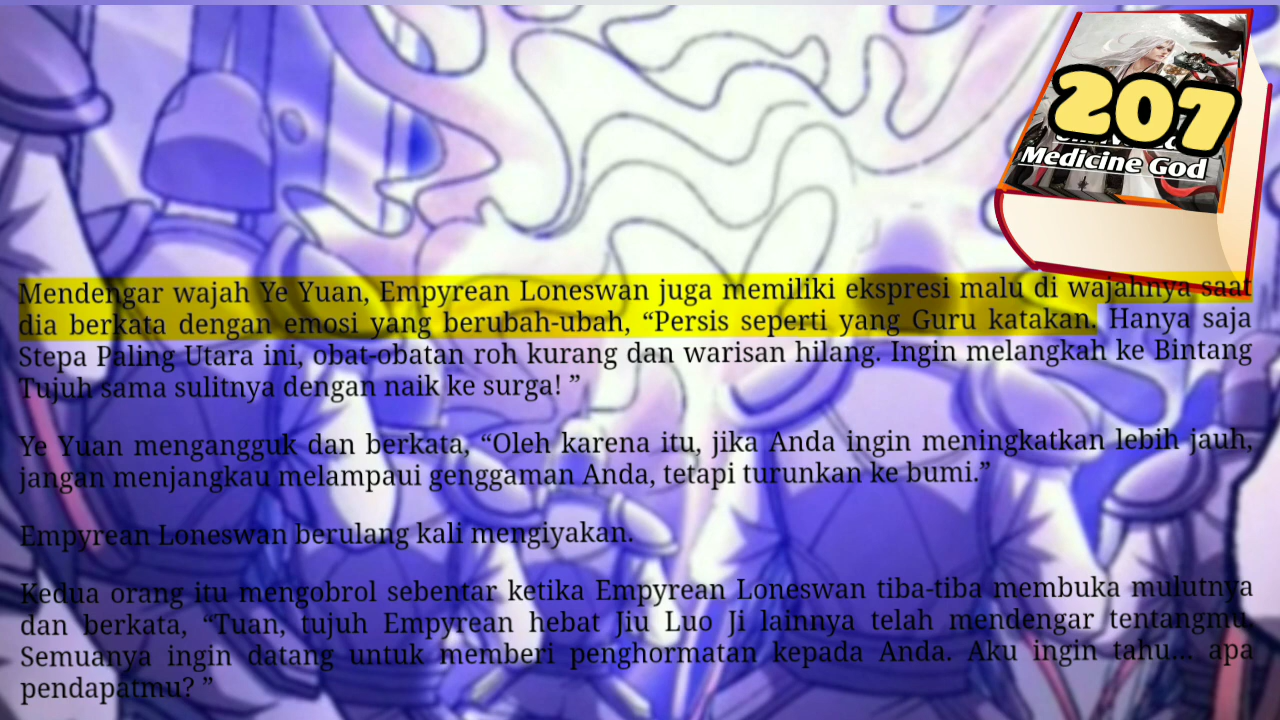 207
Medicine God
Mendengar wajah Ye Yuan, Empyrean Loneswan juga memiliki ekspresi malu di wajahnya saat
dia berkata dengan emosi yang berubah-ubah, “Persis seperti yang Guru katakan. Hanya saja
Stepa Paling Utara ini, obat-obatan roh kurang dan warisan hilang. Ingin melangkah ke Bintang
Tujuh sama sulitnya dengan naik ke surga! ”
Ye Yuan mengangguk dan berkata, “Oleh karena itu, jika Anda ingin meningkatkan lebih jauh,
jangan menjangkau melampaui genggaman Anda, tetapi turunkan ke bumi.”
Empyrean Loneswan berulang kali mengiyakan.
Kedua orang itu mengobrol sebentar ketika Empyrean Loneswan tiba-tiba membuka mulutnya
dan berkata, “Tuan, tujuh Empyrean hebat Jiu Luo Ji lainnya telah mendengar tentangmu.
Semuanya ingin datang untuk memberi penghormatan kepada Anda. Aku ingin tahu... apa
pendapatmu? ”